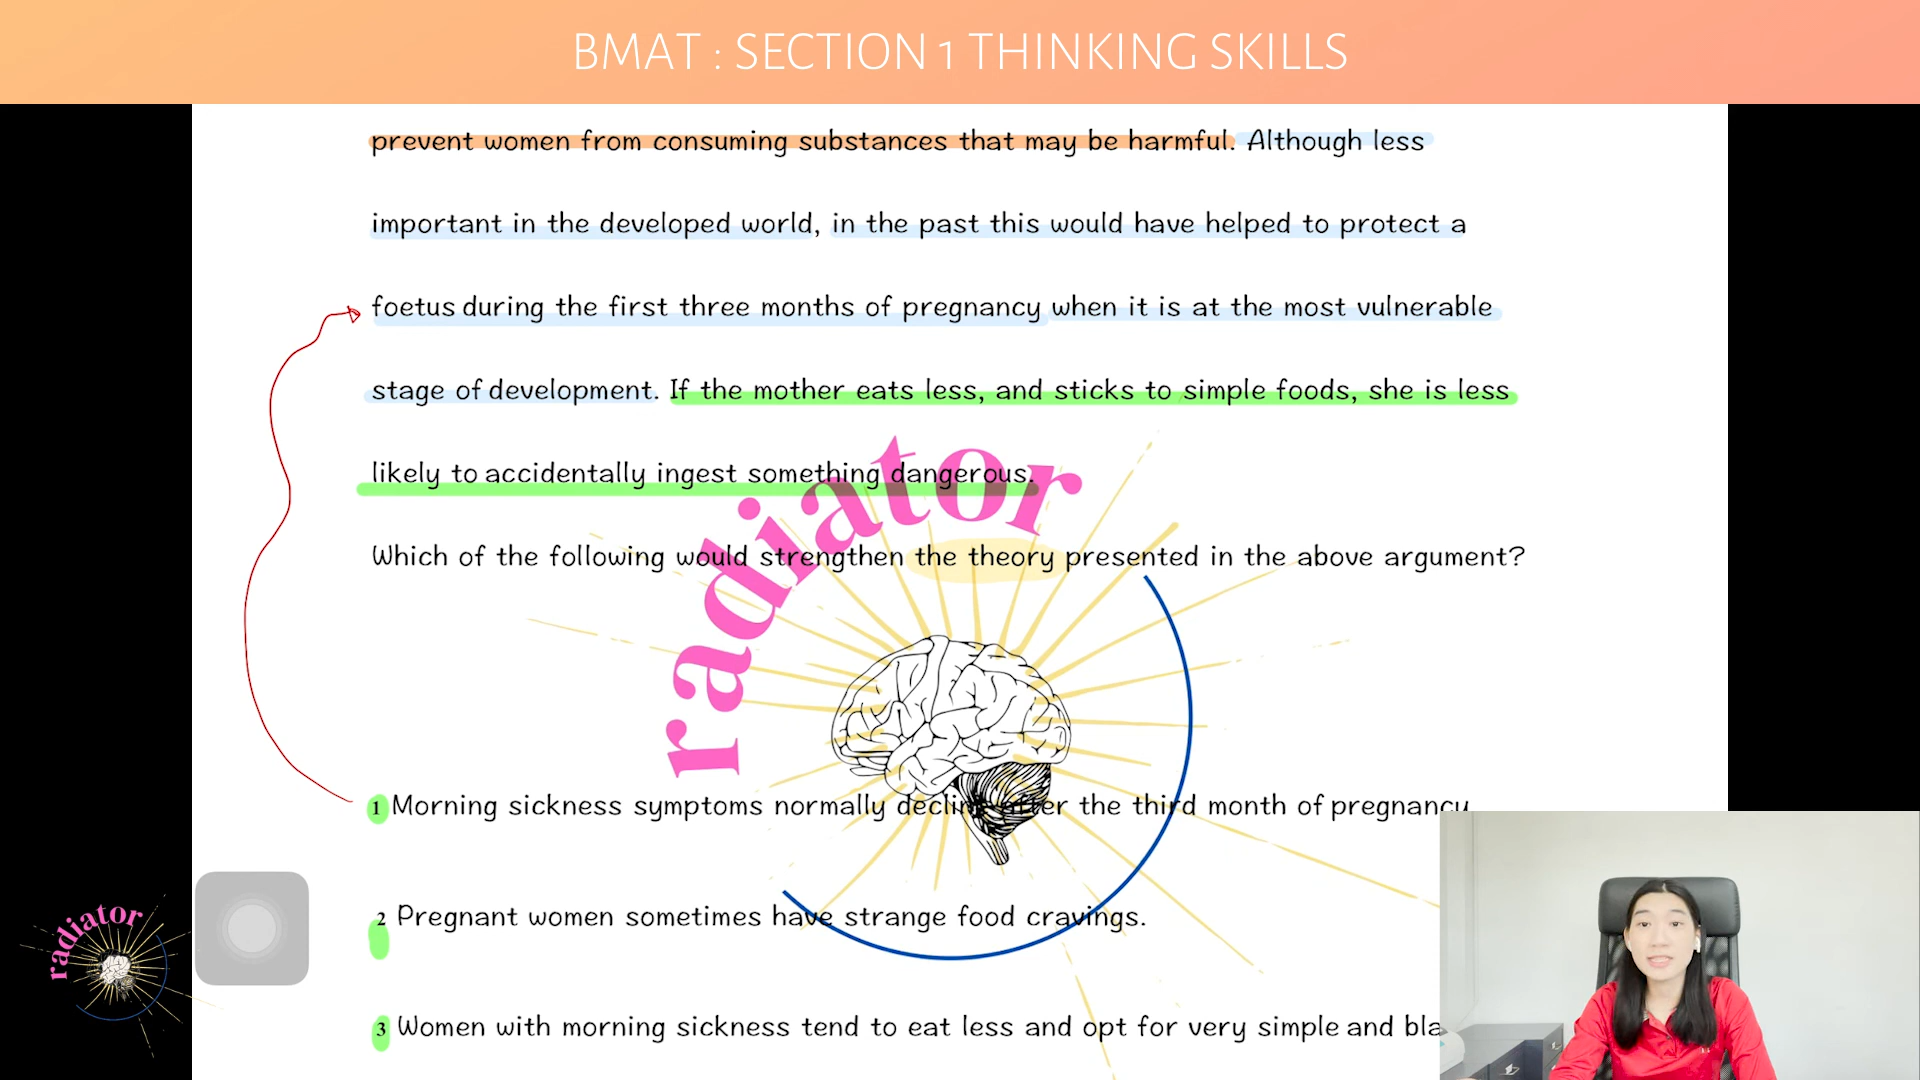 BMAT : SECTION 1 THINKING SKILLS
prevent women from consuming substances that may be harmful. Although less
important in the developed world, in the past this would have helped to protect a
foetus during the first three months of pregnancy when it is at the most vulnerable
stage of development. If the mother eats less, and sticks to simple foods, she is less
likely to accidentally ingest something dangerous.
Which of the following would strengthen the theory presented in the above argument?
radiator
1 Morning sickness symptoms normally decline after the third month of pregnancy
2 Pregnant women sometimes have strange food cravings.
3 Women with morning sickness tend to eat less and opt for very simple and bla
radiator